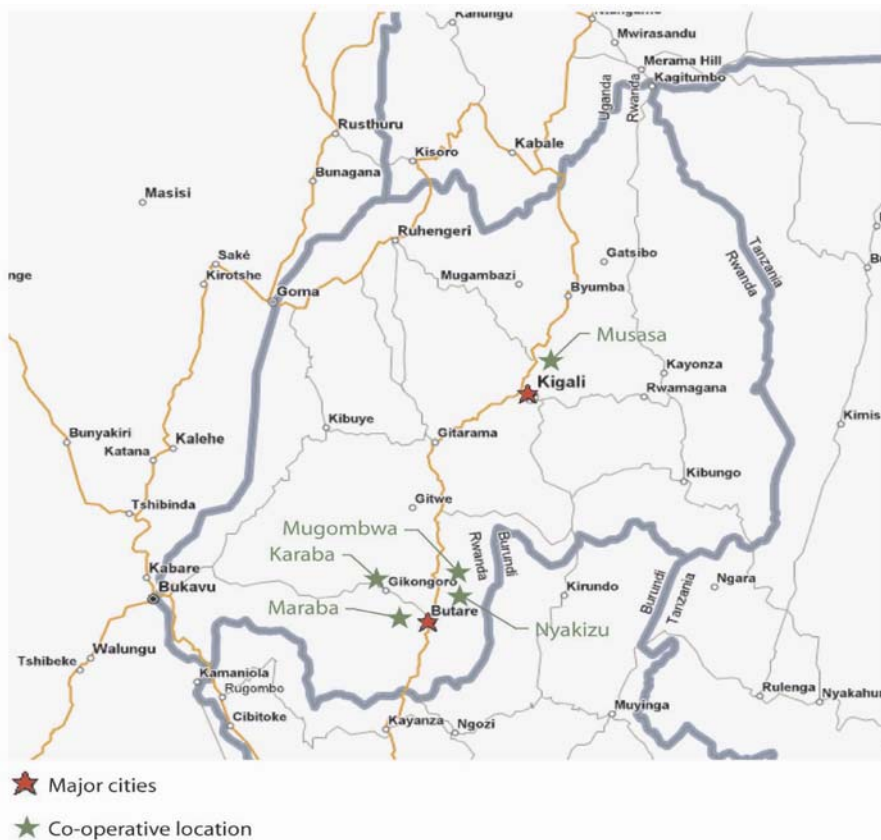 Kanungu
Mwirasandu
Merama Hill
Kagitumbo
Uganda
Rwanda
Rusthuru
Kisoro
Kabale
Bunagana
Masisi
Ruhengeri
Gatsibo
Saké
Kirotshe
Mugambazi
Tanzania
Rwanda
Goma
Byumba
Musasa
Kayonza
Kigali
Rwamagana
Kibuye
Bunyakiri
Kalehe
Gitarama
Katana
Kibungo
Gitwe
Tshibinda
Mugombwa
Rwanda
Burundi
Karaba
Kabare
Gikongoro
Kirundo
Ngara
Bukavu
Burundi
Tanzania
Maraba
Butare
Nyakizu
Walungu
Tshibeke
Kamaniola
Rugombo
Rulenga
Cibitoke
Kayanza
Ngozi
Muyinga
Major cities
Co-operative location